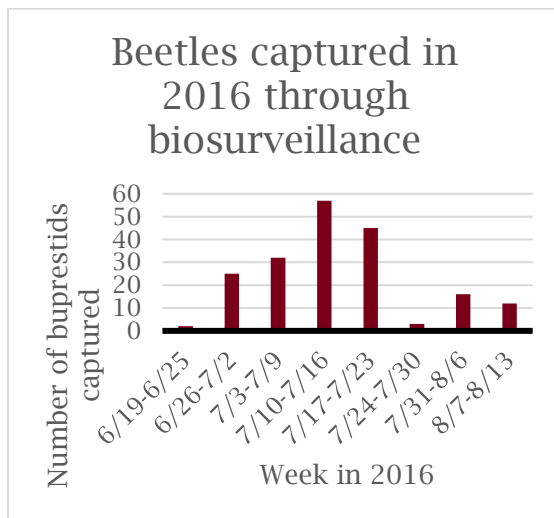 Beetles captured in
2016 through
biosurveillance
Number of buprestids
captured
60
50
40
30
20
10
0
6/19-6/25
6/26-7/2
7/3-7/9
7/10-7/16
7/17-7/23
7/24-7/30
7/31-8/6
8/7-8/13
Week in 2016